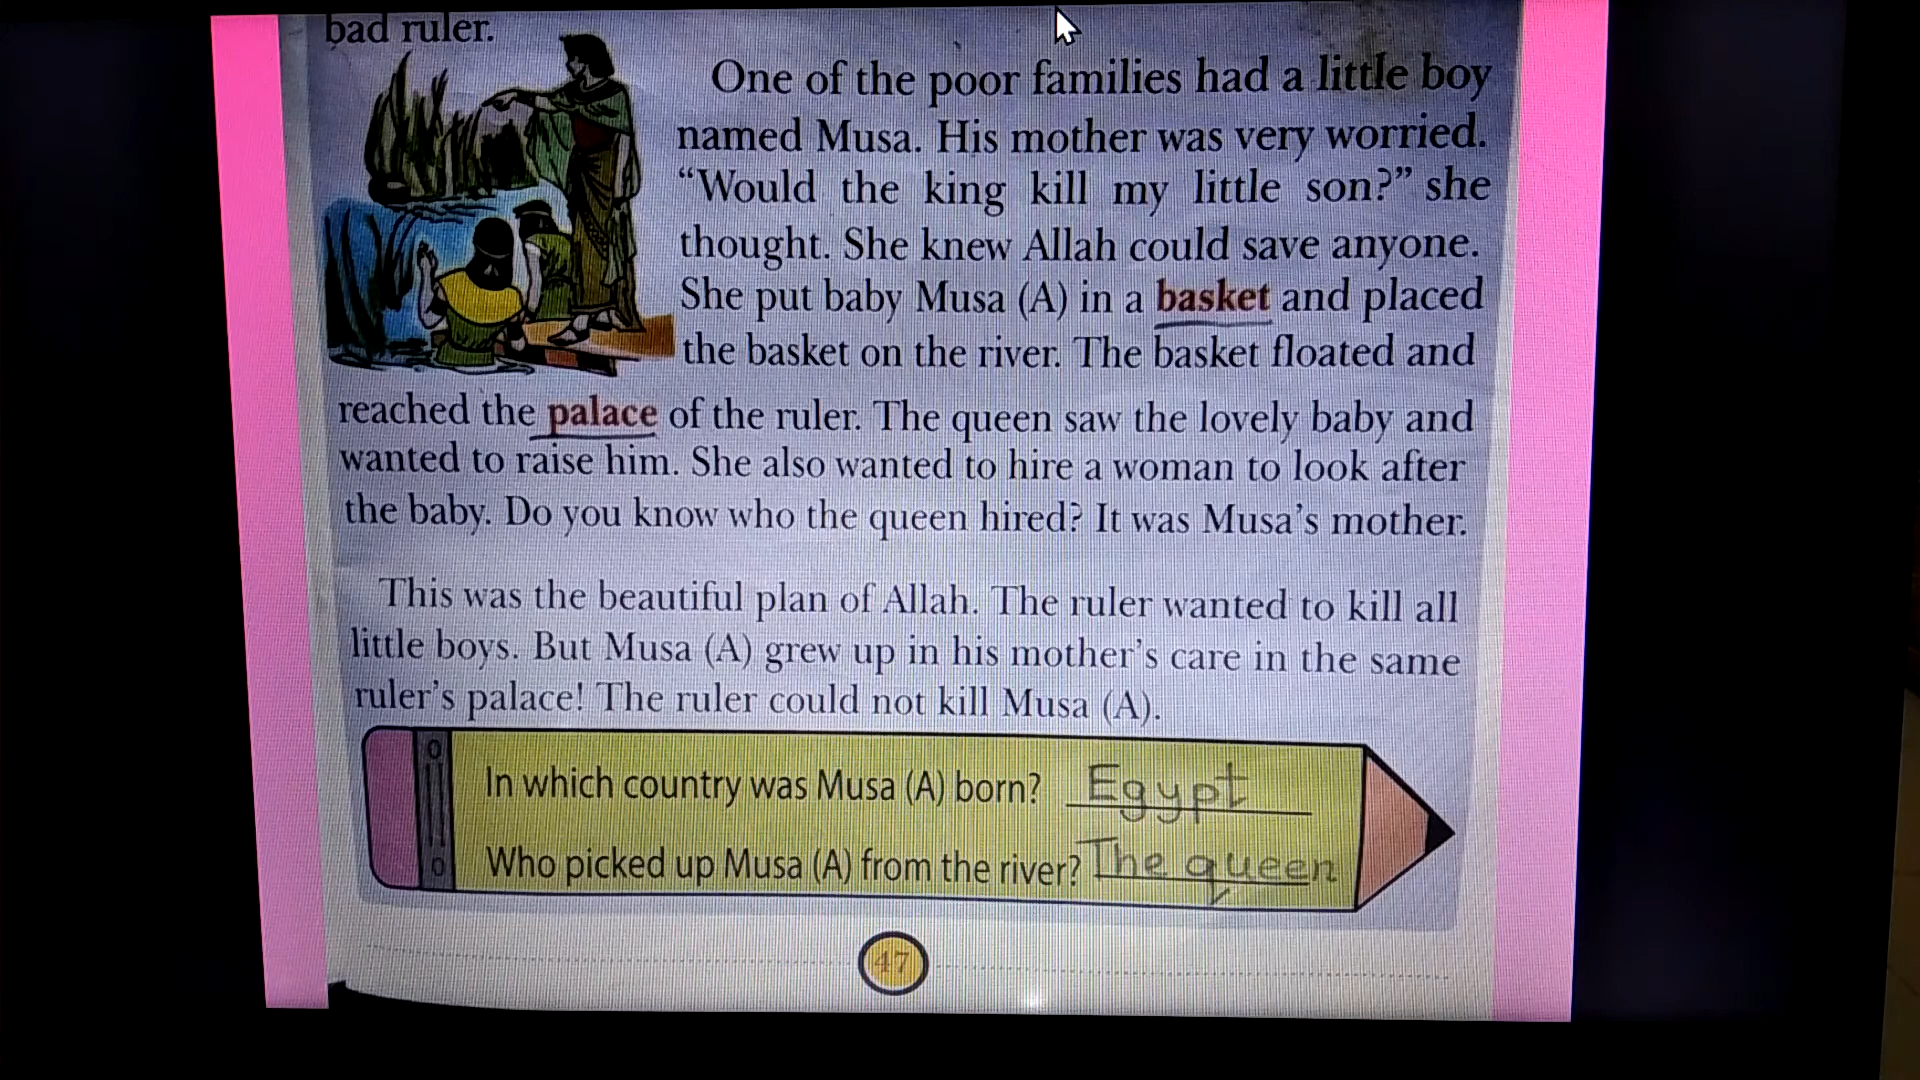 bad ruler.
One of the poor families had a little boy
named Musa. His mother was very worried.
“Would the king kill my little son?” she
thought. She knew Allah could save anyone.
She put baby Musa (A) in a basket and placed
the basket on the river. The basket floated and
reached the palace of the ruler. The queen saw the lovely baby and
wanted to raise him. She also wanted to hire a woman to look after
the baby. Do you know who the queen hired? It was Musa’s mother.
This was the beautiful plan of Allah. The ruler wanted to kill all
little boys. But Musa (A) grew up in his mother’s care in the same
ruler’s palace! The ruler could not kill Musa (A).
In which country was Musa (A) born? Egypt
Who picked up Musa (A) from the river? The queen
47